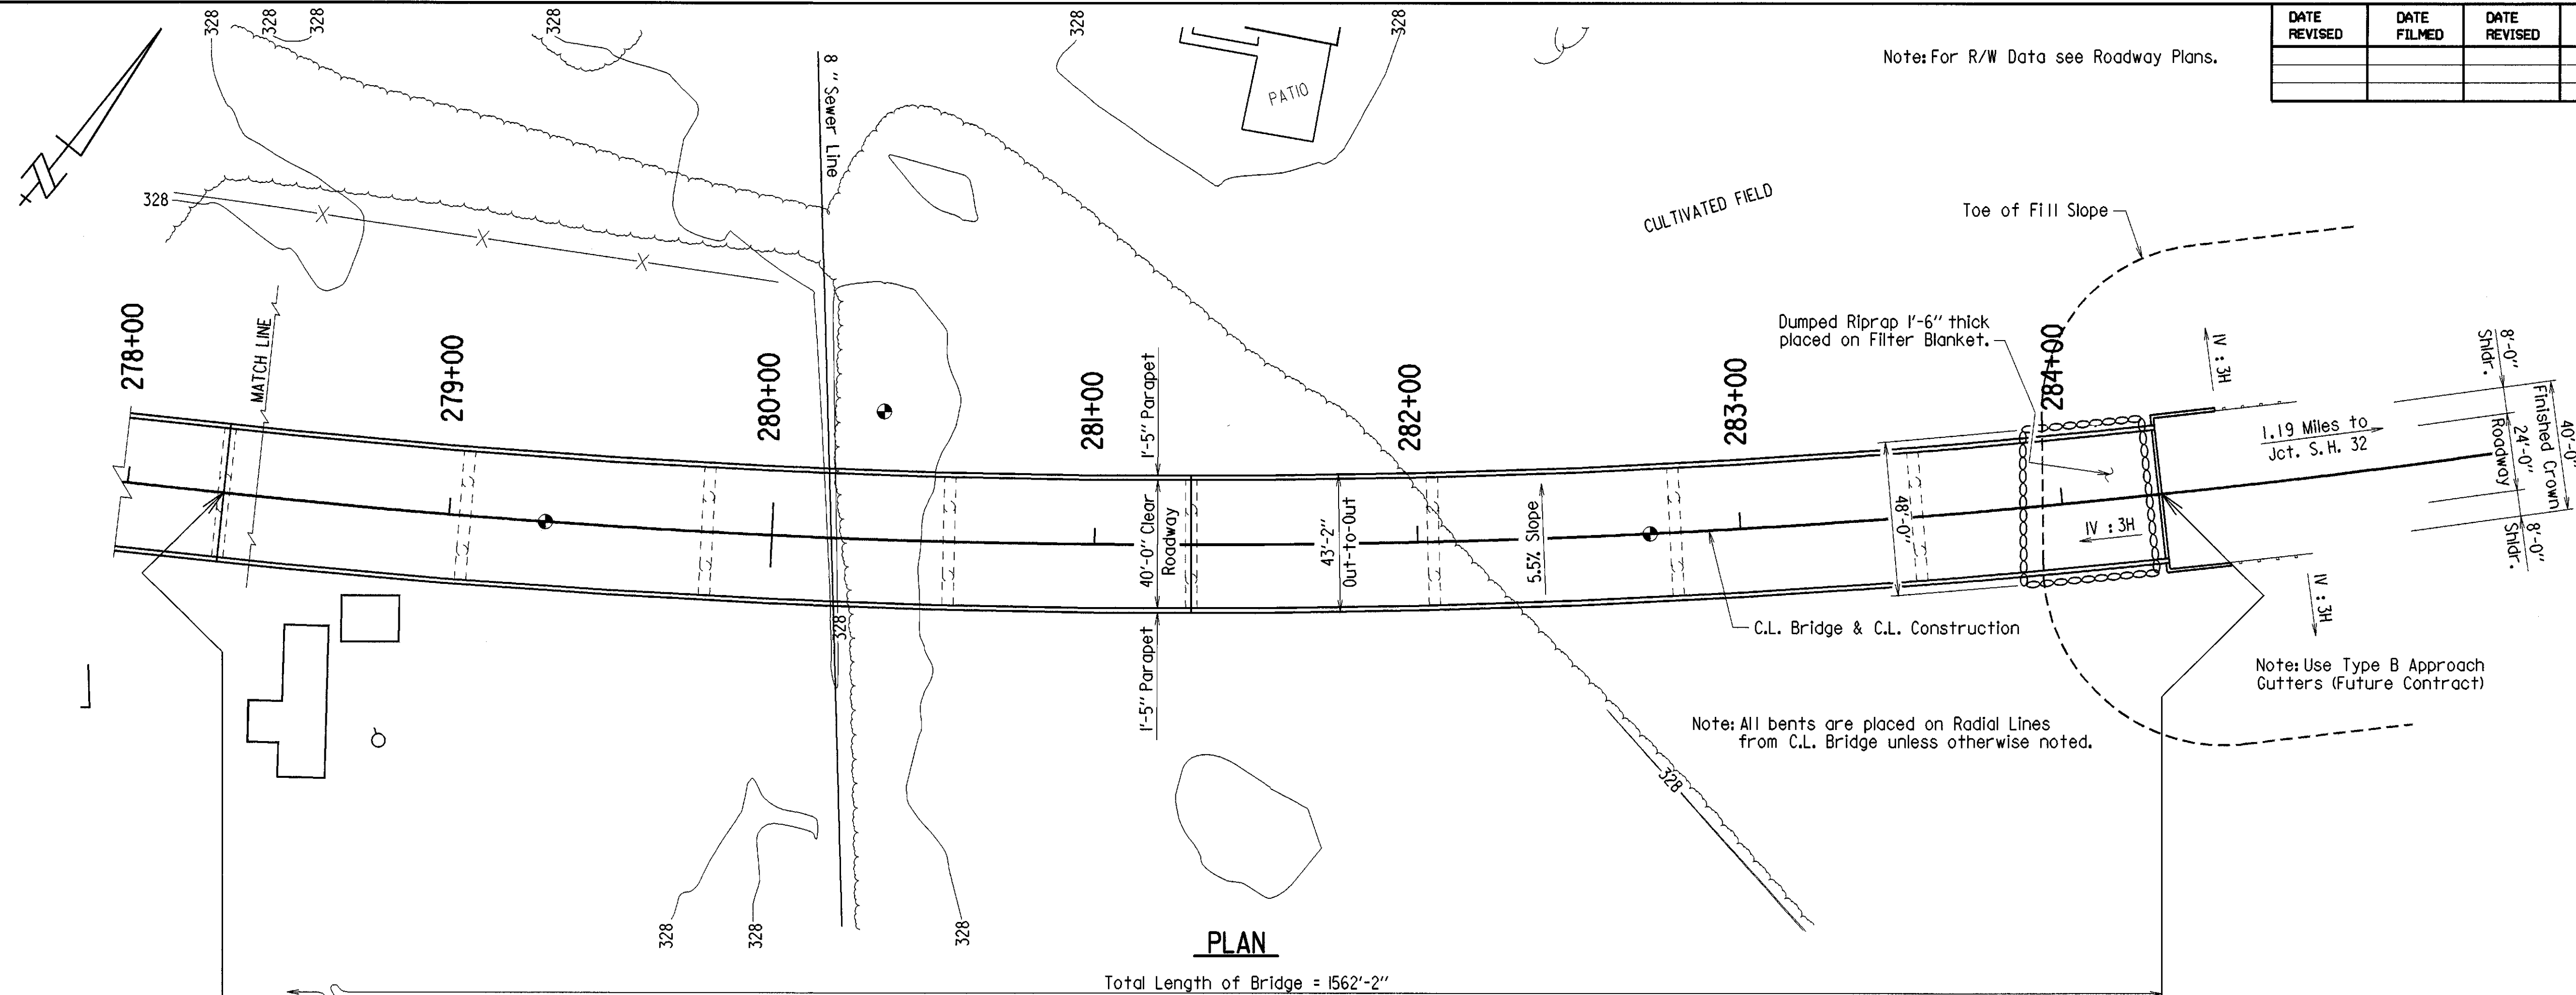 328
328
328
328
328
328
DATE REVISED
DATE FILMED
DATE REVISED
Note: For R/W Data see Roadway Plans.
8" Sewer Line
PATIO
N
328
CULTIVATED FIELD
Toe of Fill Slope
Dumped Riprap 1'-6" thick
placed on Filter Blanket.
278+00
MATCH LINE
279+00
280+00
281+00
282+00
283+00
284+00
1'-5" Parapet
1V : 3H
8'-0"
Shldr.
1.19 Miles to
Jct. S.H. 32
24'-0"
Roadway
40'-0"
Finished Crown
8'-0"
Shldr.
40'-0" Clear
Roadway
43'-2"
Out-to-Out
5.5% Slope
48'-0"
1V : 3H
1V : 3H
328
C.L. Bridge & C.L. Construction
1'-5" Parapet
Note: Use Type B Approach
Gutters (Future Contract)
Note: All bents are placed on Radial Lines
from C.L. Bridge unless otherwise noted.
328
328
328
328
PLAN
Total Length of Bridge = 1562'-2"